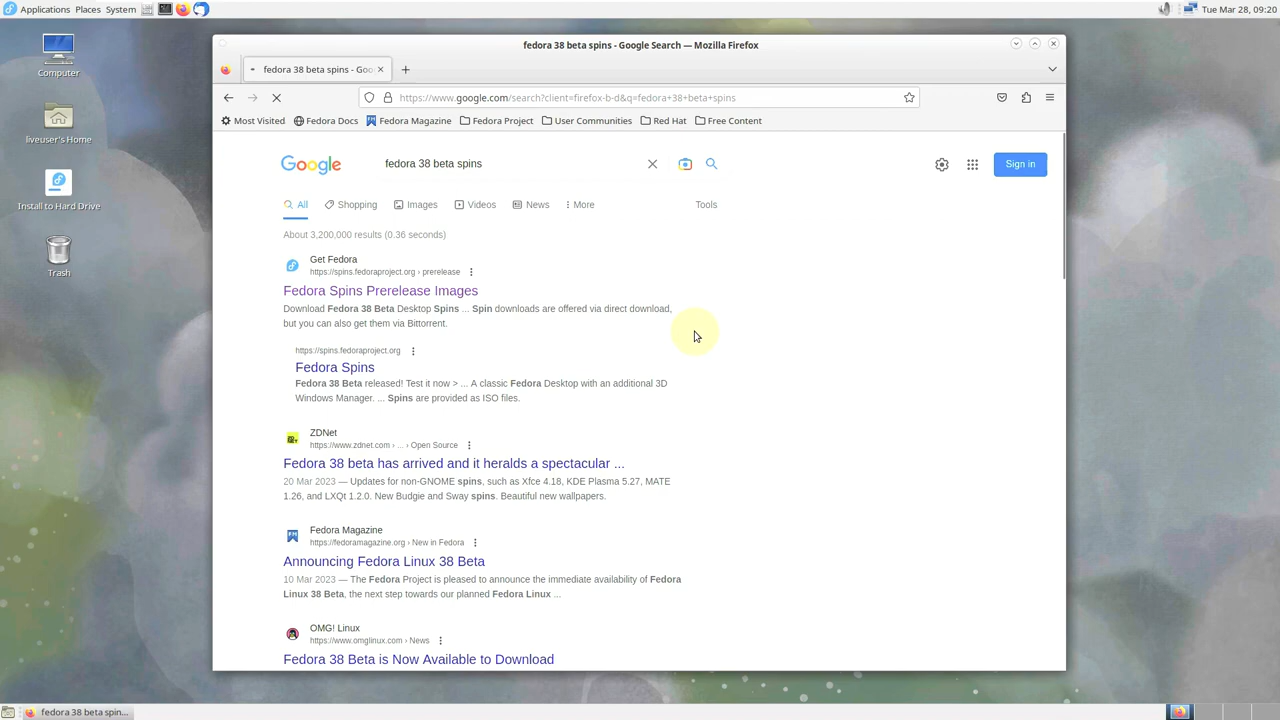 Applications Places System
Tue Mar 28, 09:20
Computer
liveuser's Home
Install to Hard Drive
Trash
fedora 38 beta spins - Google Search — Mozilla Firefox
fedora 38 beta spins - Goo
https://www.google.com/search?client=firefox-b-d&q=fedora+38+beta+spins
Most Visited Fedora Docs Fedora Magazine Fedora Project User Communities Red Hat Free Content
Google
fedora 38 beta spins
Sign in
All Shopping Images Videos News More Tools
About 3,200,000 results (0.36 seconds)
Get Fedora
https://spins.fedoraproject.org › prerelease
Fedora Spins Prerelease Images
Download Fedora 38 Beta Desktop Spins ... Spin downloads are offered via direct download,
but you can also get them via Bittorrent.
https://spins.fedoraproject.org
Fedora Spins
Fedora 38 Beta released! Test it now > ... A classic Fedora Desktop with an additional 3D
Windows Manager. ... Spins are provided as ISO files.
ZDNet
https://www.zdnet.com › ... › Open Source
Fedora 38 beta has arrived and it heralds a spectacular ...
20 Mar 2023 — Updates for non-GNOME spins, such as Xfce 4.18, KDE Plasma 5.27, MATE
1.26, and LXQt 1.2.0. New Budgie and Sway spins. Beautiful new wallpapers.
Fedora Magazine
https://fedoramagazine.org › New in Fedora
Announcing Fedora Linux 38 Beta
10 Mar 2023 — The Fedora Project is pleased to announce the immediate availability of Fedora
Linux 38 Beta, the next step towards our planned Fedora Linux ...
OMG! Linux
https://www.omglinux.com › News
Fedora 38 Beta is Now Available to Download
fedora 38 beta spin...